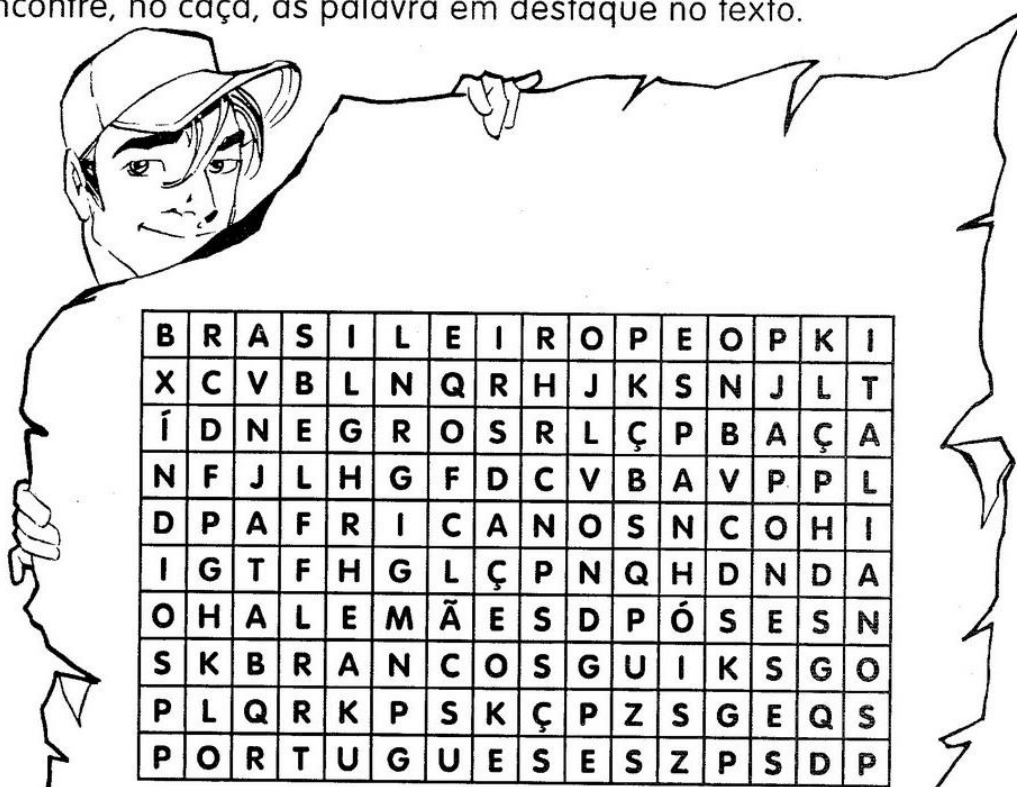 ncontre, no caça, as palavra em destaque no texto.
B R A S I L E I R O P E O P K I
X C V B L N Q R H J K S N J L T
Í D N E G R O S R L Ç P B A Ç A
N F J L H G F D C V B A V P P L
D P A F R I C A N O S N C O H I
I G T F H G L Ç P N Q H D N D A
O H A L E M Ã E S D P Ó S E S N
S K B R A N C O S G U I K S G O
P L Q R K P S K Ç P Z S G E Q S
P O R T U G U E S E S Z P S D P